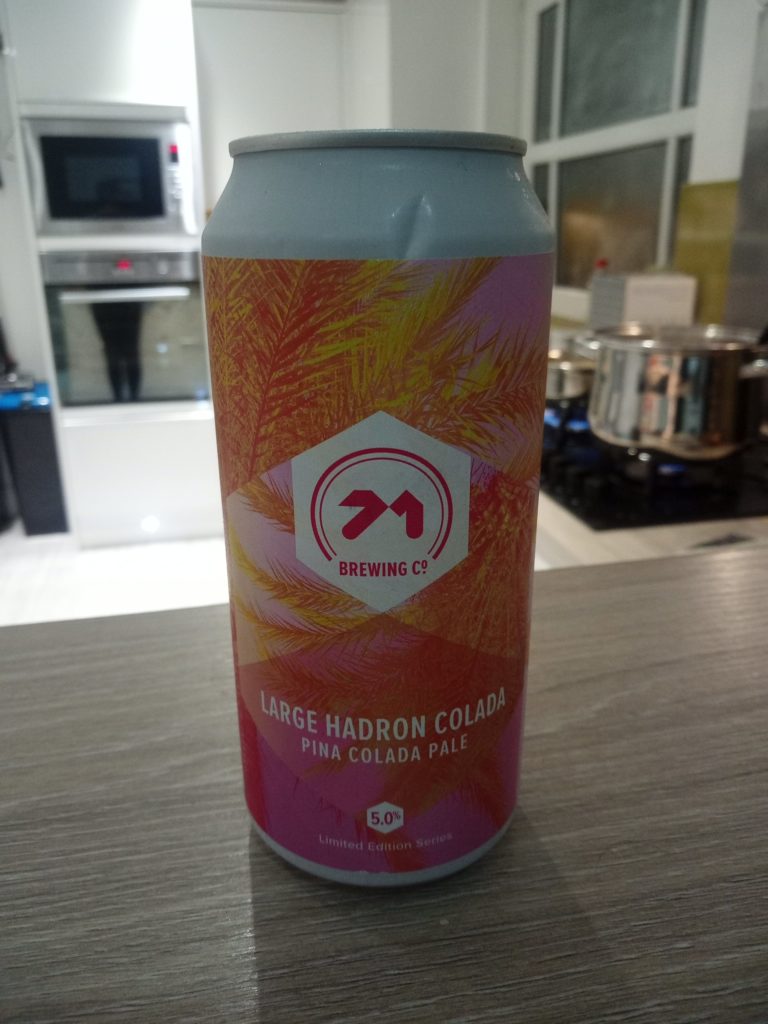 71
BREWING Cº
LARGE HADRON COLADA
PINA COLADA PALE
5.0%
Limited Edition Series